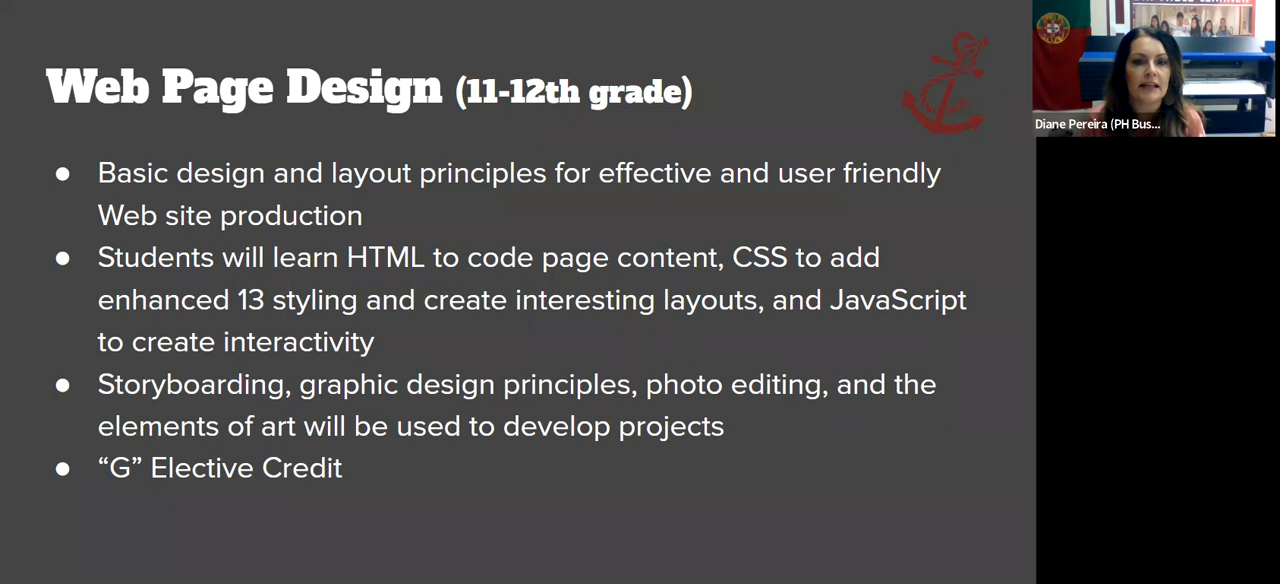 Web Page Design (11-12th grade)
● Basic design and layout principles for effective and user friendly
Web site production
● Students will learn HTML to code page content, CSS to add
enhanced 13 styling and create interesting layouts, and JavaScript
to create interactivity
● Storyboarding, graphic design principles, photo editing, and the
elements of art will be used to develop projects
● “G” Elective Credit
Diane Pereira (PH Bus...